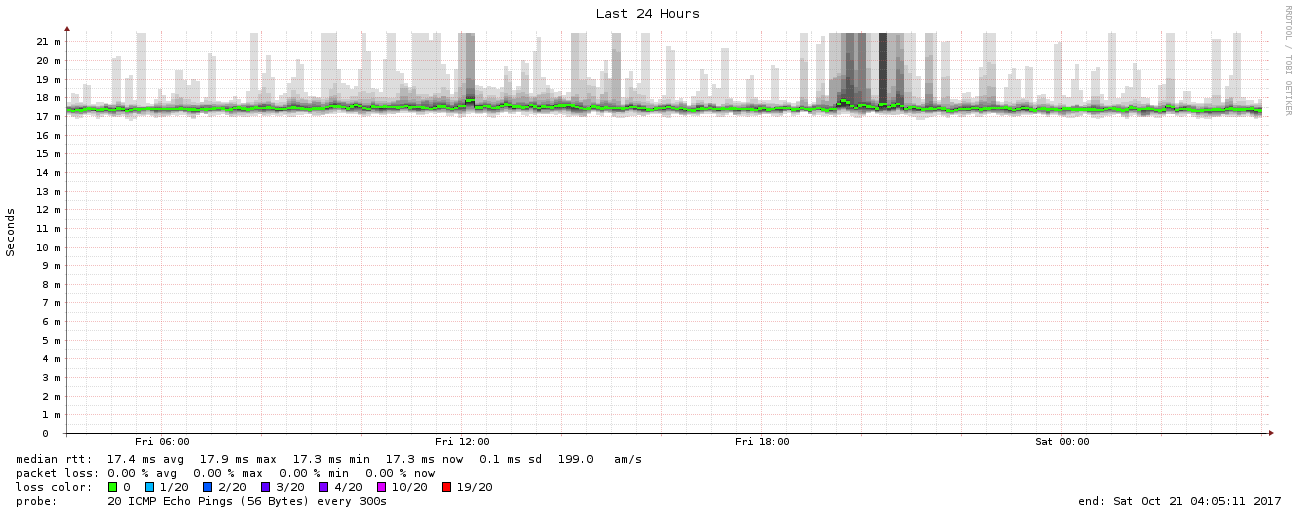 Last 24 Hours
RRDTOOL / TOBI OETIKER
Seconds
21 m
20 m
19 m
18 m
17 m
16 m
15 m
14 m
13 m
12 m
11 m
10 m
9 m
8 m
7 m
6 m
5 m
4 m
3 m
2 m
1 m
0
Fri 06:00 Fri 12:00 Fri 18:00 Sat 00:00
median rtt: 17.4 ms avg 17.9 ms max 17.3 ms min 17.3 ms now 0.1 ms sd 199.0 am/s
packet loss: 0.00 % avg 0.00 % max 0.00 % min 0.00 % now
loss color: 0 1/20 2/20 3/20 4/20 10/20 19/20
probe: 20 ICMP Echo Pings (56 Bytes) every 300s end: Sat Oct 21 04:05:11 2017